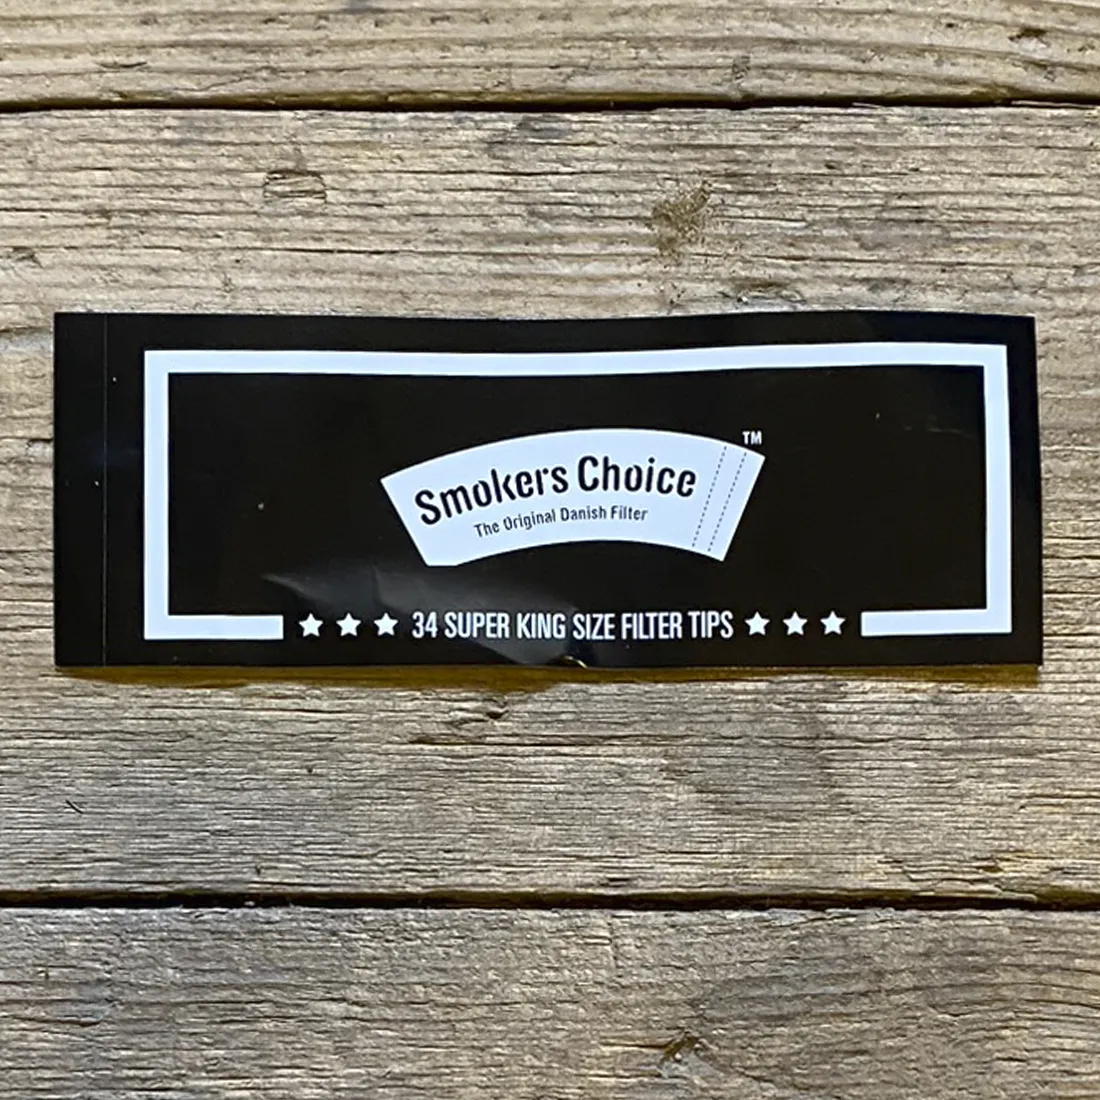 Smokers Choice
TM
The Original Danish Filter
34 SUPER KING SIZE FILTER TIPS